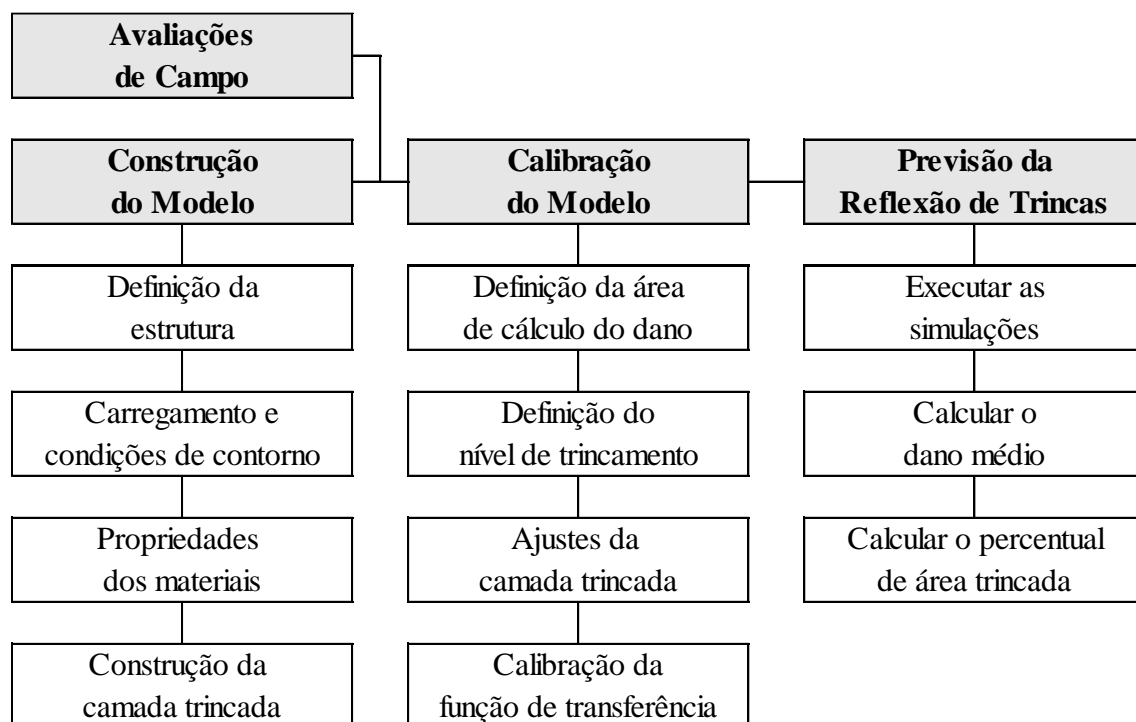 Avaliações
de Campo
Construção
do Modelo
Calibração
do Modelo
Previsão da
Reflexão de Trincas
Definição da
estrutura
Definição da área
de cálculo do dano
Executar as
simulações
Carregamento e
condições de contorno
Definição do
nível de trincamento
Calcular o
dano médio
Propriedades
dos materiais
Ajustes da
camada trincada
Calcular o percentual
de área trincada
Construção da
camada trincada
Calibração da
função de transferência